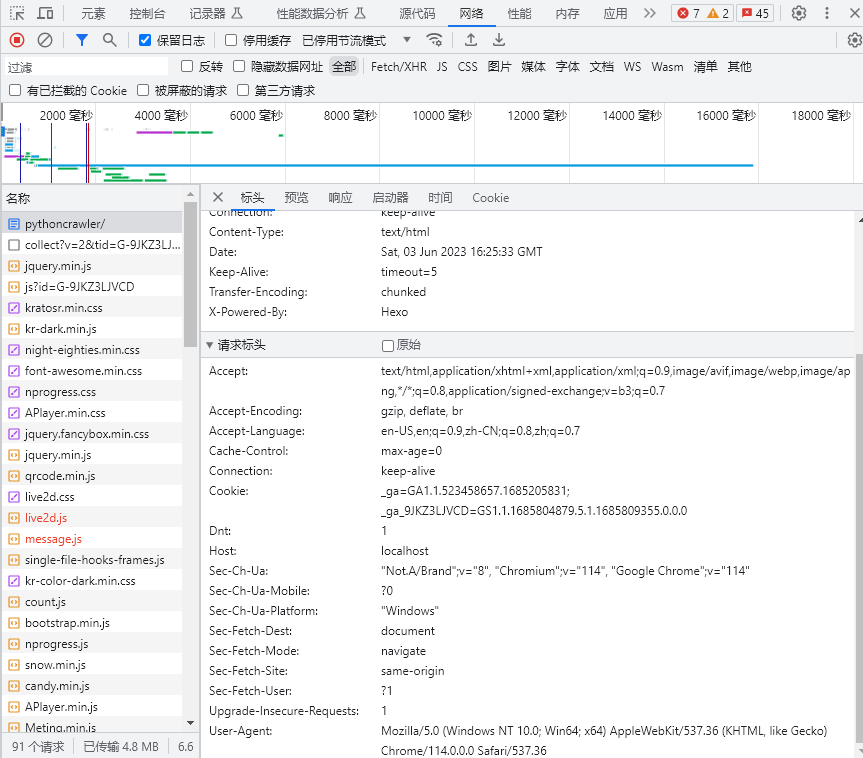 元素 控制台 记录器 性能数据分析 源代码 网络 性能 内存 应用 7 2 45
保留日志 停用缓存 已停用节流模式
过滤 反转 隐藏数据网址 全部 Fetch/XHR JS CSS 图片 媒体 字体 文档 WS Wasm 清单 其他
有已拦截的 Cookie 被屏蔽的请求 第三方请求
2000 毫秒 4000 毫秒 6000 毫秒 8000 毫秒 10000 毫秒 12000 毫秒 14000 毫秒 16000 毫秒 18000 毫秒
名称
pythoncrawler/
collect?v=2&tid=G-9JKZ3LJ...
jquery.min.js
js?id=G-9JKZ3LJVCD
kratosr.min.css
kr-dark.min.js
night-eighties.min.css
font-awesome.min.css
nprogress.css
APlayer.min.css
jquery.fancybox.min.css
jquery.min.js
qrcode.min.js
live2d.css
live2d.js
message.js
single-file-hooks-frames.js
kr-color-dark.min.css
count.js
bootstrap.min.js
nprogress.js
snow.min.js
candy.min.js
APlayer.min.js
Meting.min.js
91 个请求 已传输 4.8 MB 6.6
标头 预览 响应 启动器 时间 Cookie
Connection: keep-alive
Content-Type: text/html
Date: Sat, 03 Jun 2023 16:25:33 GMT
Keep-Alive: timeout=5
Transfer-Encoding: chunked
X-Powered-By: Hexo
请求标头 原始
Accept: text/html,application/xhtml+xml,application/xml;q=0.9,image/avif,image/webp,image/ap
ng,*/*;q=0.8,application/signed-exchange;v=b3;q=0.7
Accept-Encoding: gzip, deflate, br
Accept-Language: en-US,en;q=0.9,zh-CN;q=0.8,zh;q=0.7
Cache-Control: max-age=0
Connection: keep-alive
Cookie: _ga=GA1.1.523458657.1685205831;
_ga_9JKZ3LJVCD=GS1.1.1685804879.5.1.1685809355.0.0.0
Dnt: 1
Host: localhost
Sec-Ch-Ua: "Not.A/Brand";v="8", "Chromium";v="114", "Google Chrome";v="114"
Sec-Ch-Ua-Mobile: ?0
Sec-Ch-Ua-Platform: "Windows"
Sec-Fetch-Dest: document
Sec-Fetch-Mode: navigate
Sec-Fetch-Site: same-origin
Sec-Fetch-User: ?1
Upgrade-Insecure-Requests: 1
User-Agent: Mozilla/5.0 (Windows NT 10.0; Win64; x64) AppleWebKit/537.36 (KHTML, like Gecko)
Chrome/114.0.0.0 Safari/537.36